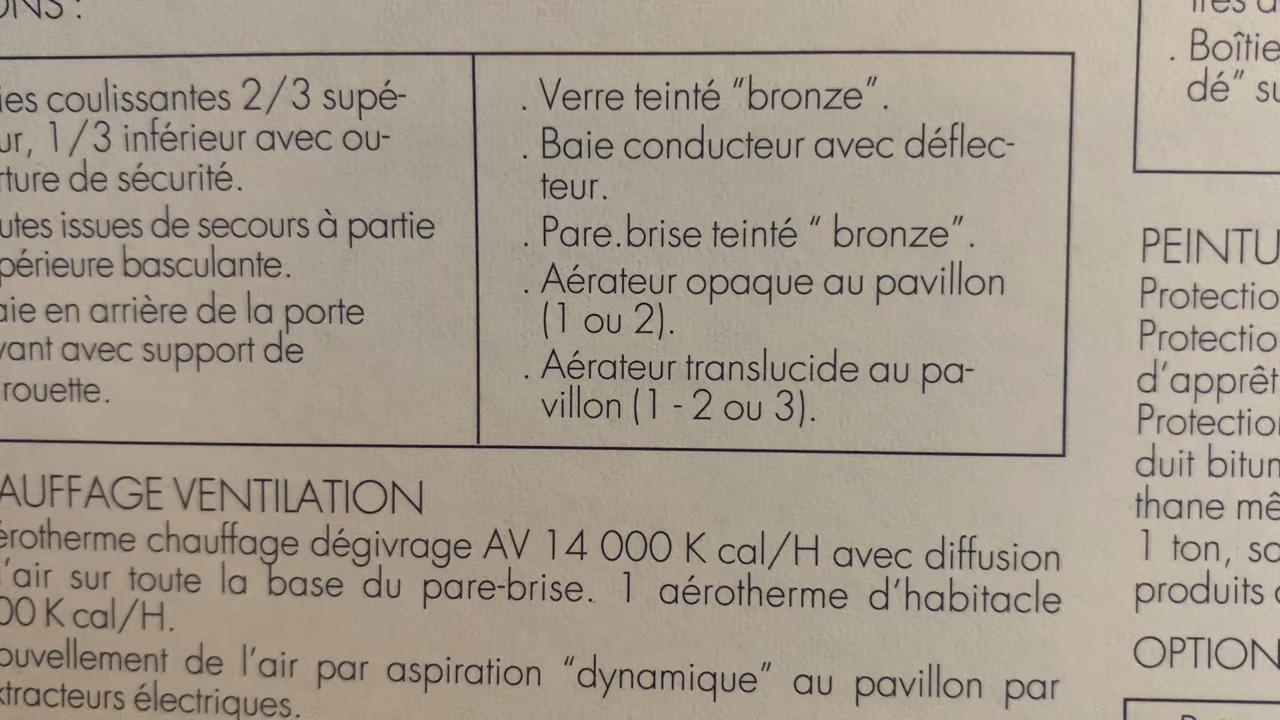 ONS :
ies coulissantes 2/3 supé-
ur, 1/3 inférieur avec ou-
rture de sécurité.
utes issues de secours à partie
périeure basculante.
aie en arrière de la porte
vant avec support de
rouette.
. Verre teinté “bronze”.
. Baie conducteur avec déflec-
teur.
. Pare.brise teinté “ bronze”.
. Aérateur opaque au pavillon
(1 ou 2).
. Aérateur translucide au pa-
villon (1 - 2 ou 3).
AUFFAGE VENTILATION
érotherme chauffage dégivrage AV 14 000 K cal/H avec diffusion
'air sur toute la base du pare-brise. 1 aérotherme d'habitacle
00 K cal/H.
ouvellement de l'air par aspiration “dynamique” au pavillon par
xtracteurs électriques.
. Boîtie
dé” su
PEINTU
Protectio
Protectio
d'apprêt
Protection
duit bitum
thane mê
1 ton, so
produits
OPTION